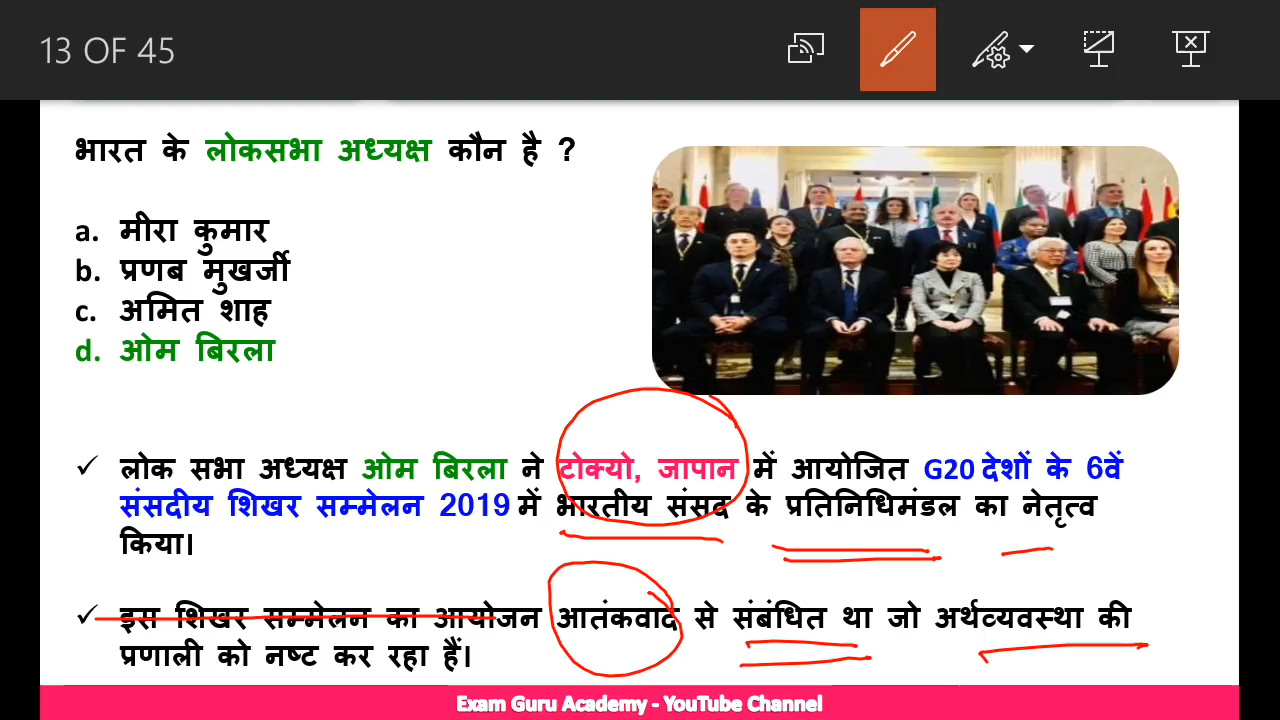 13 OF 45
भारत के लोकसभा अध्यक्ष कौन है ?
a. मीरा कुमार
b. प्रणब मुखर्जी
c. अमित शाह
d. ओम बिरला
✓ लोक सभा अध्यक्ष ओम बिरला ने टोक्यो, जापान में आयोजित G20 देशों के 6वें
संसदीय शिखर सम्मेलन 2019 में भारतीय संसद के प्रतिनिधिमंडल का नेतृत्व
किया।
✓ इस शिखर सम्मेलन का आयोजन आतंकवाद से संबंधित था जो अर्थव्यवस्था की
प्रणाली को नष्ट कर रहा हैं।
Exam Guru Academy - YouTube Channel